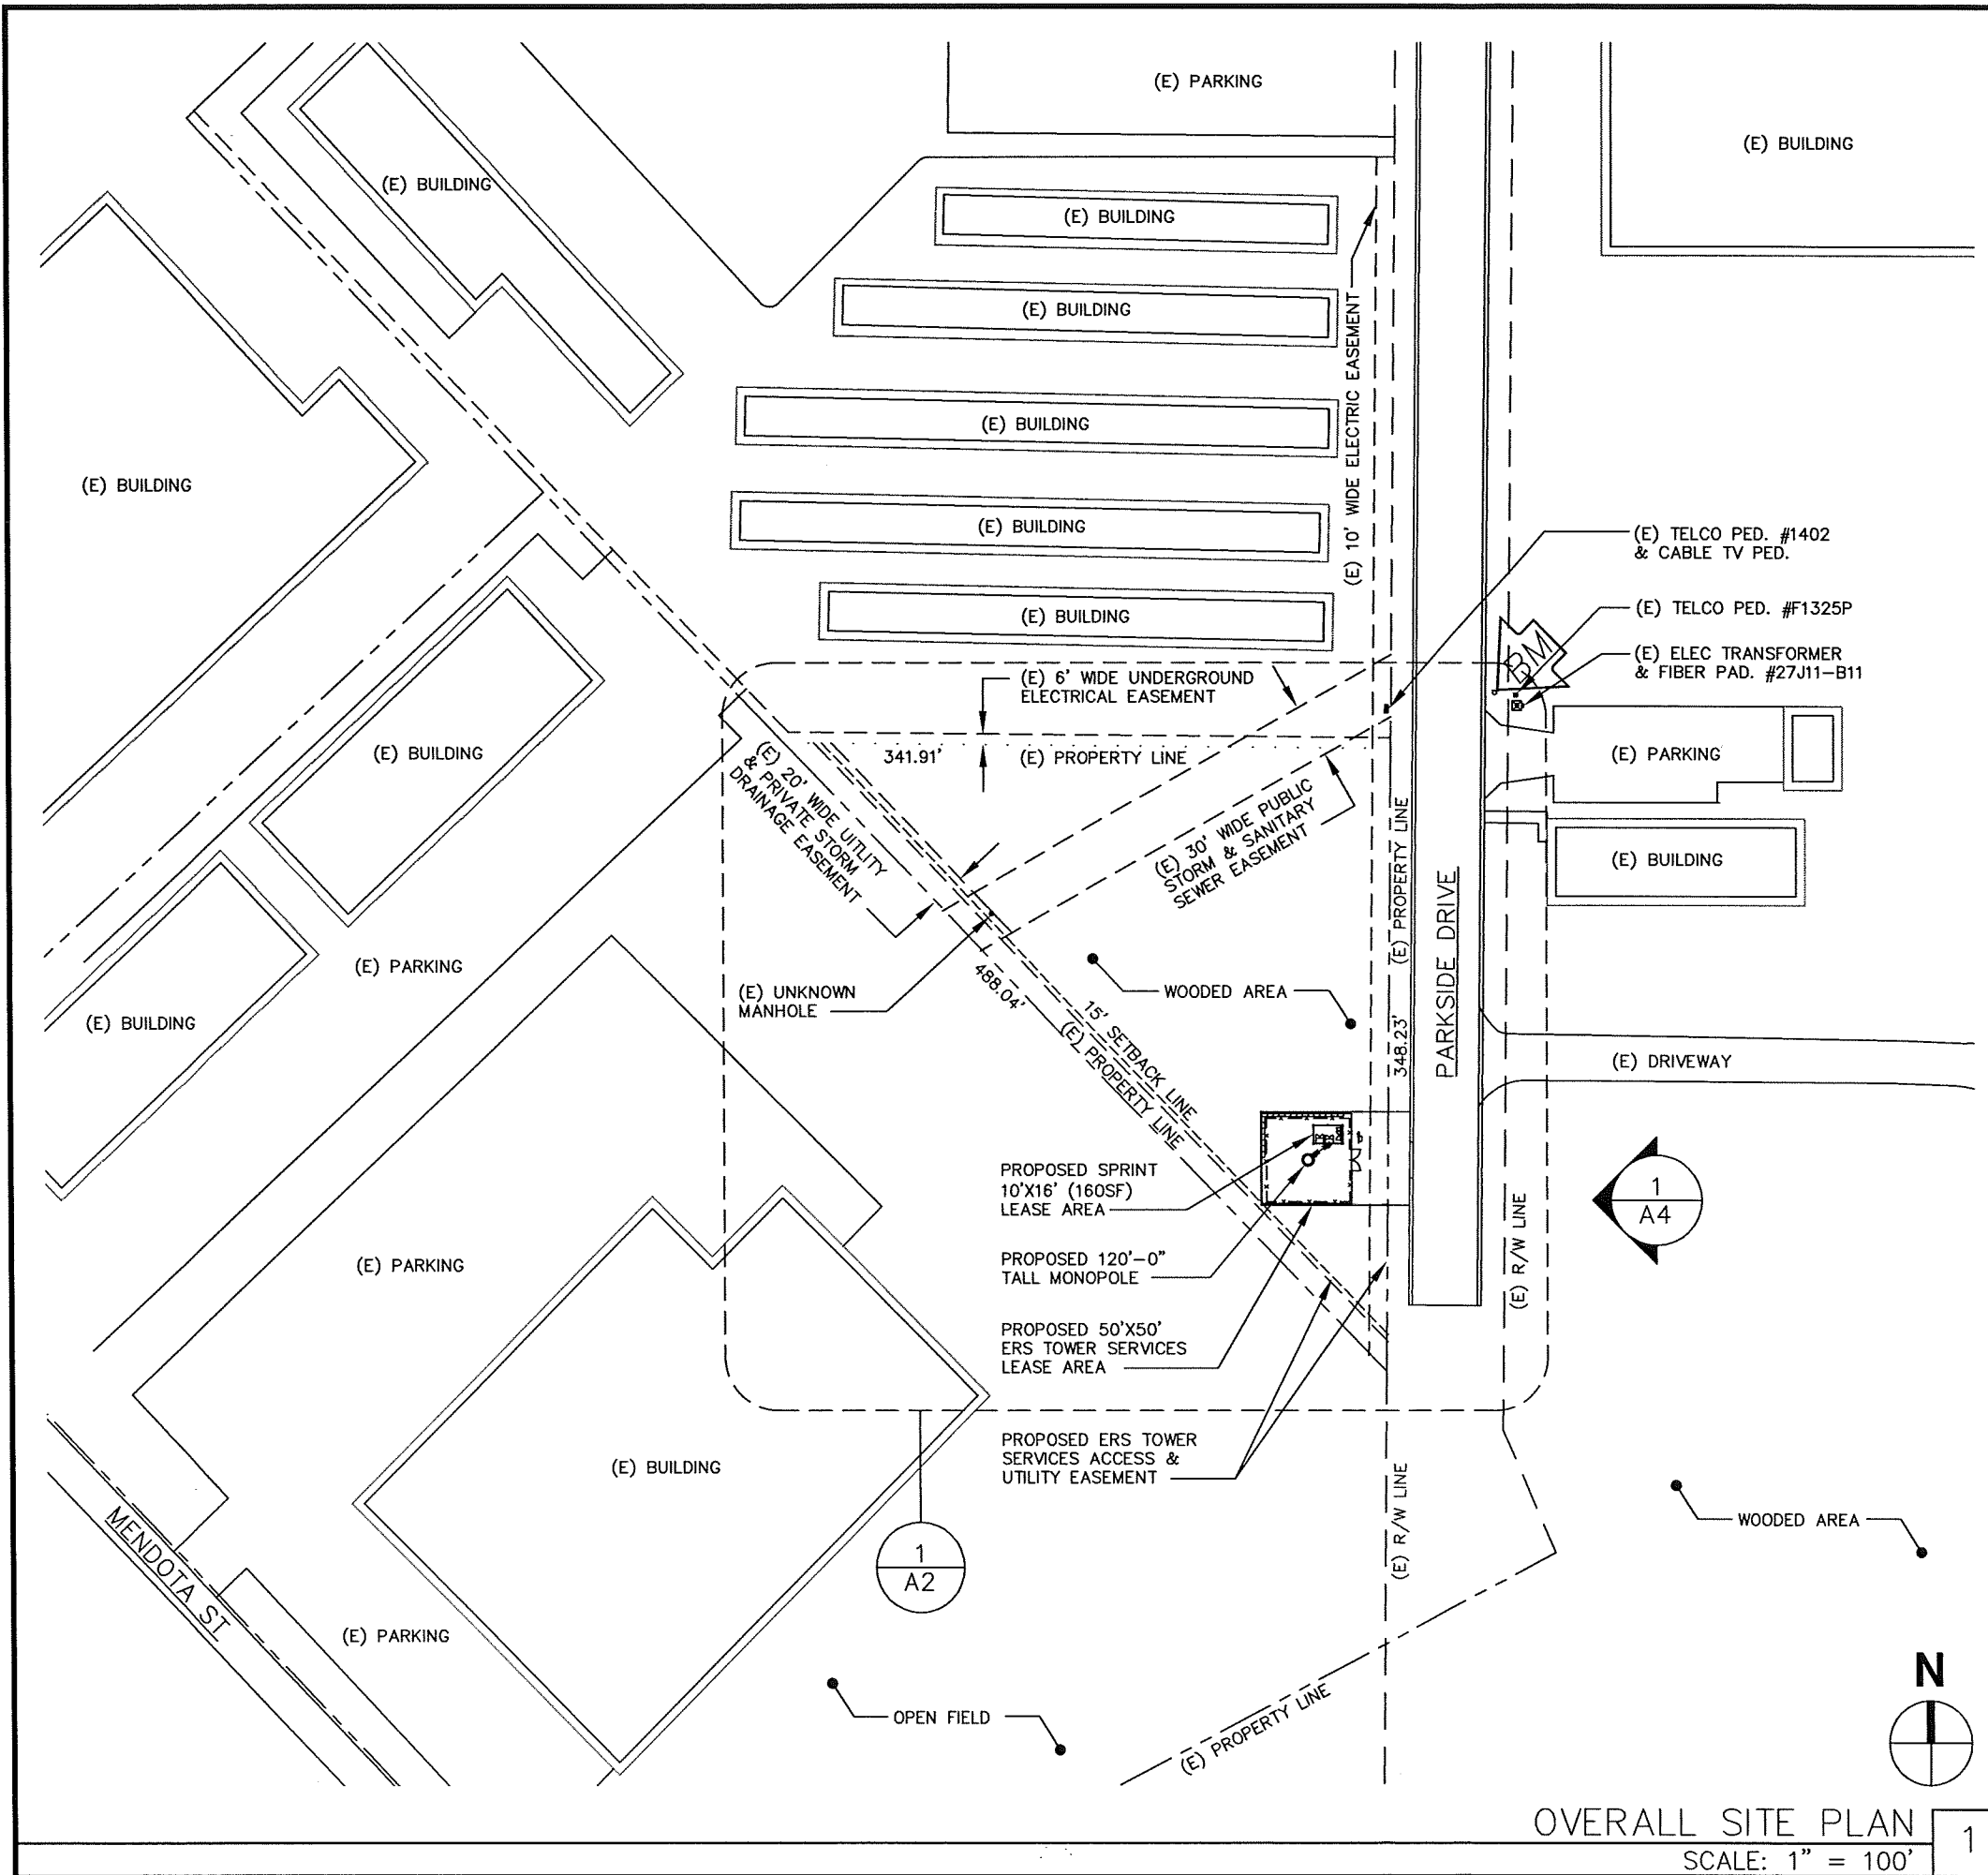 (E) PARKING
(E) BUILDING
(E) BUILDING
(E) BUILDING
(E) BUILDING
(E) 10' WIDE ELECTRIC EASEMENT
(E) BUILDING
(E) BUILDING
(E) BUILDING
(E) BUILDING
(E) TELCO PED. #1402
& CABLE TV PED.
(E) TELCO PED. #F1325P
(E) ELEC TRANSFORMER
& FIBER PAD. #27J11-B11
BM
(E) 6' WIDE UNDERGROUND
ELECTRICAL EASEMENT
341.91'
(E) PROPERTY LINE
(E) BUILDING
(E) PARKING
(E) 20' WIDE UITLITY
& PRIVATE STORM
DRAINAGE EASEMENT
(E) 30' WIDE PUBLIC
STORM & SANITARY
SEWER EASEMENT
(E) PROPERTY LINE
(E) BUILDING
PARKSIDE DRIVE
(E) PARKING
(E) UNKNOWN
MANHOLE
488.04'
WOODED AREA
(E) BUILDING
15' SETBACK LINE
(E) PROPERTY LINE
348.23'
(E) DRIVEWAY
PROPOSED SPRINT
10'X16' (160SF)
LEASE AREA
1
A4
(E) R/W LINE
PROPOSED 120'-0"
TALL MONOPOLE
(E) PARKING
PROPOSED 50'X50'
ERS TOWER SERVICES
LEASE AREA
PROPOSED ERS TOWER
SERVICES ACCESS &
UTILITY EASEMENT
(E) BUILDING
(E) R/W LINE
WOODED AREA
1
A2
MENDOTA ST
(E) PARKING
OPEN FIELD
(E) PROPERTY LINE
N
OVERALL SITE PLAN
SCALE: 1" = 100'
1